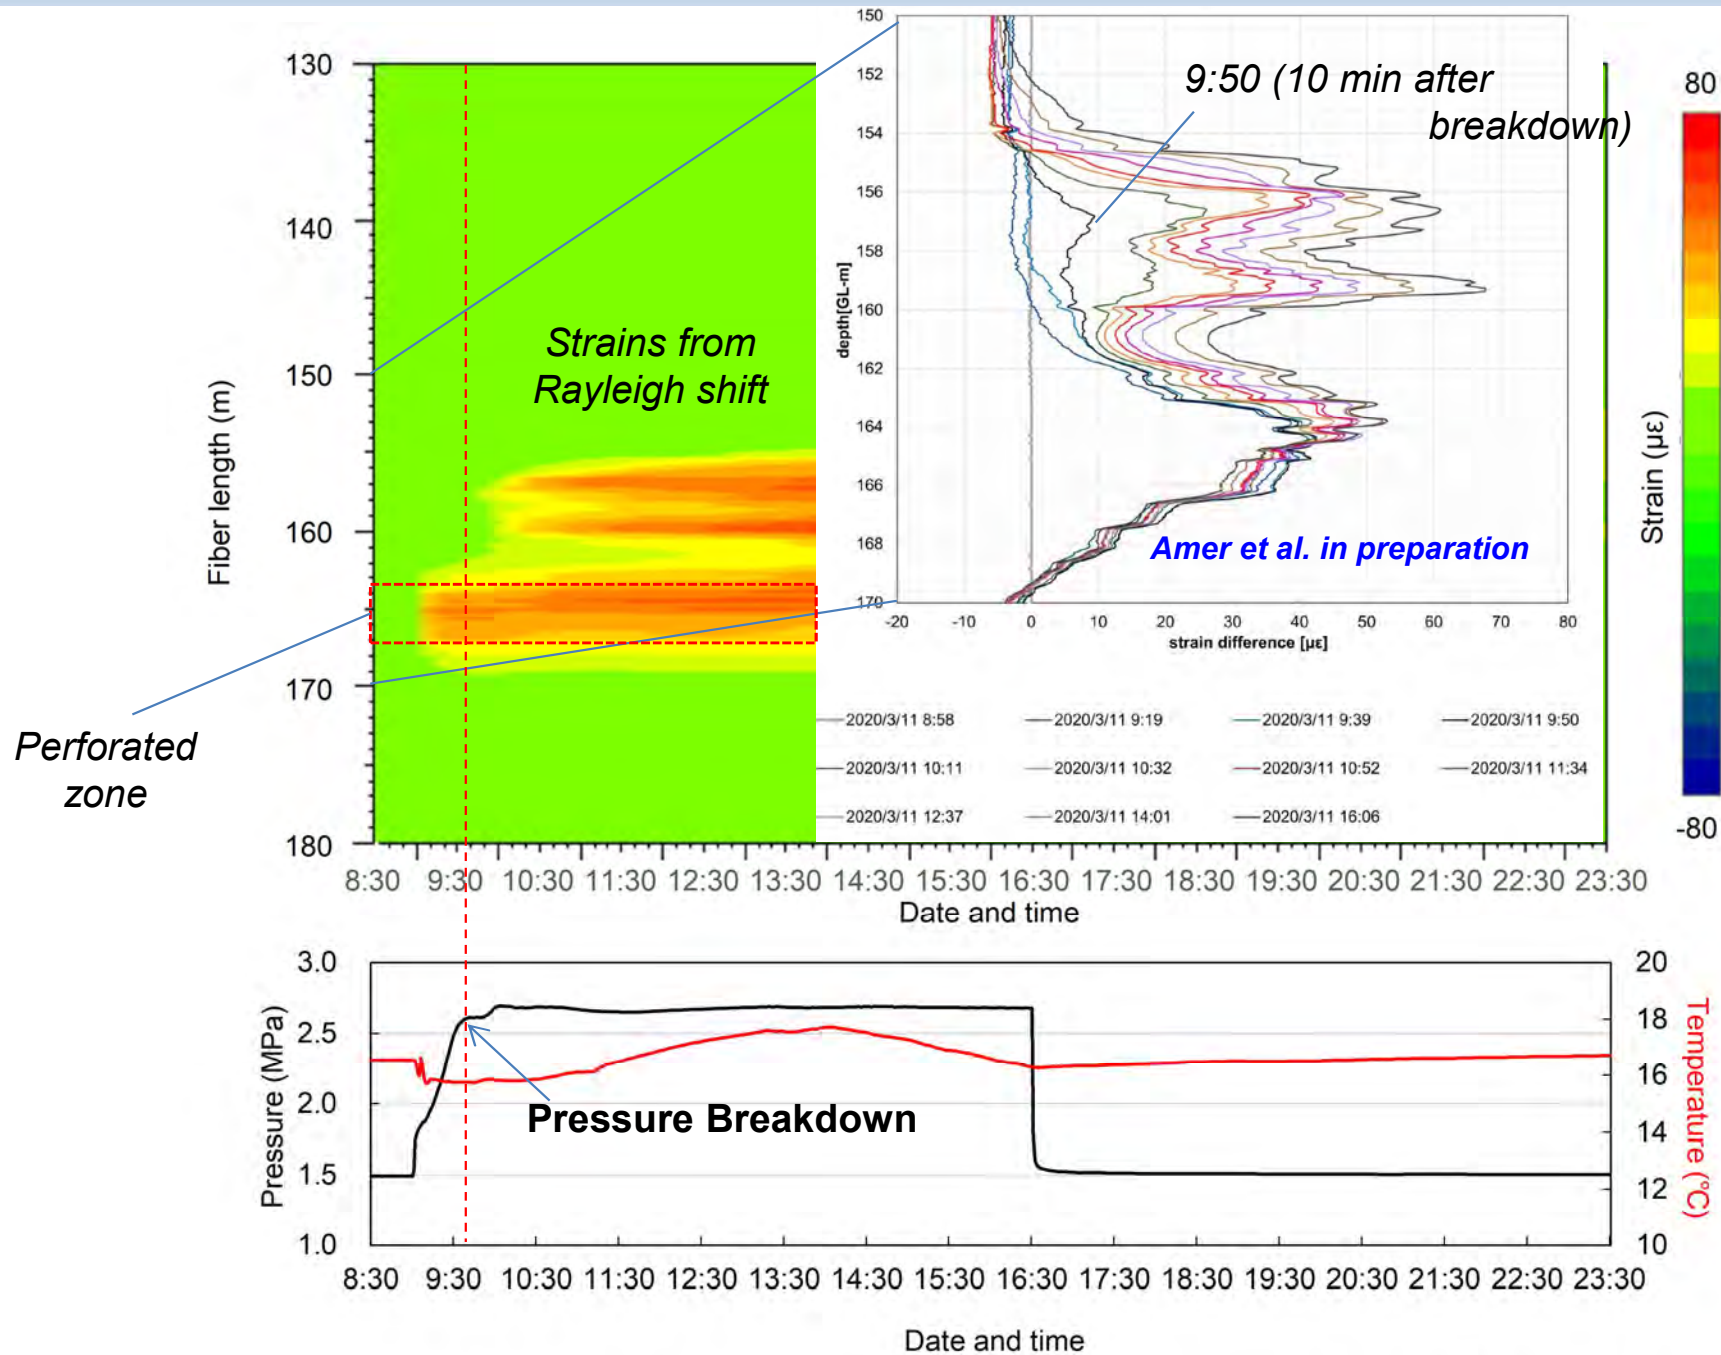 130
140
150
160
170
180
Fiber length (m)
Strains from
Rayleigh shift
Perforated
zone
8:30 9:30 10:30 11:30 12:30 13:30 14:30 15:30 16:30 17:30 18:30 19:30 20:30 21:30 22:30 23:30
Date and time
150
152
154
156
158
160
162
164
166
168
170
depth[GL-m]
9:50 (10 min after
breakdown)
Amer et al. in preparation
-20 -10 0 10 20 30 40 50 60 70 80
strain difference [με]
2020/3/11 8:58 2020/3/11 9:19 2020/3/11 9:39 2020/3/11 9:50
2020/3/11 10:11 2020/3/11 10:32 2020/3/11 10:52 2020/3/11 11:34
2020/3/11 12:37 2020/3/11 14:01 2020/3/11 16:06
80
Strain (με)
-80
3.0
2.5
2.0
1.5
1.0
Pressure (MPa)
Pressure Breakdown
20
18
16
14
12
10
Temperature (°C)
8:30 9:30 10:30 11:30 12:30 13:30 14:30 15:30 16:30 17:30 18:30 19:30 20:30 21:30 22:30 23:30
Date and time